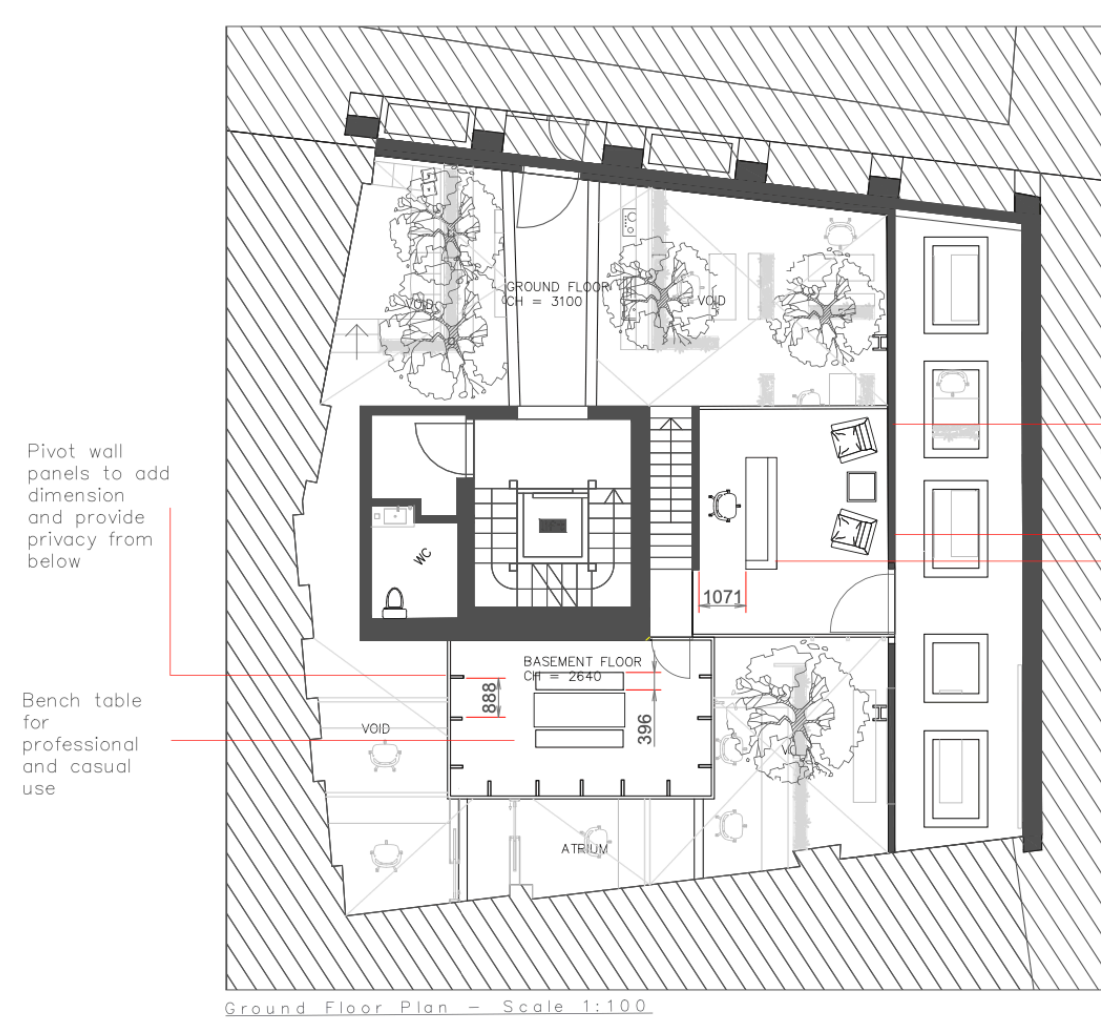 GROUND FLOOR
CH = 3100
VOID
VOID
Pivot wall
panels to add
dimension
and provide
privacy from
below
WC
1071
BASEMENT FLOOR
CH = 2640
888
396
Bench table
for
professional
and casual
use
VOID
ATRIUM
Ground Floor Plan – Scale 1:100